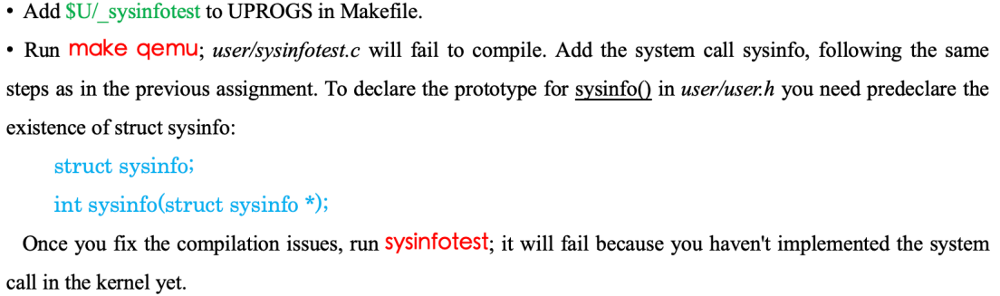 • Add $U/_sysinfotest to UPROGS in Makefile.
• Run make qemu; user/sysinfotest.c will fail to compile. Add the system call sysinfo, following the same
steps as in the previous assignment. To declare the prototype for sysinfo() in user/user.h you need predeclare the
existence of struct sysinfo:
struct sysinfo;
int sysinfo(struct sysinfo *);
Once you fix the compilation issues, run sysinfotest; it will fail because you haven't implemented the system
call in the kernel yet.